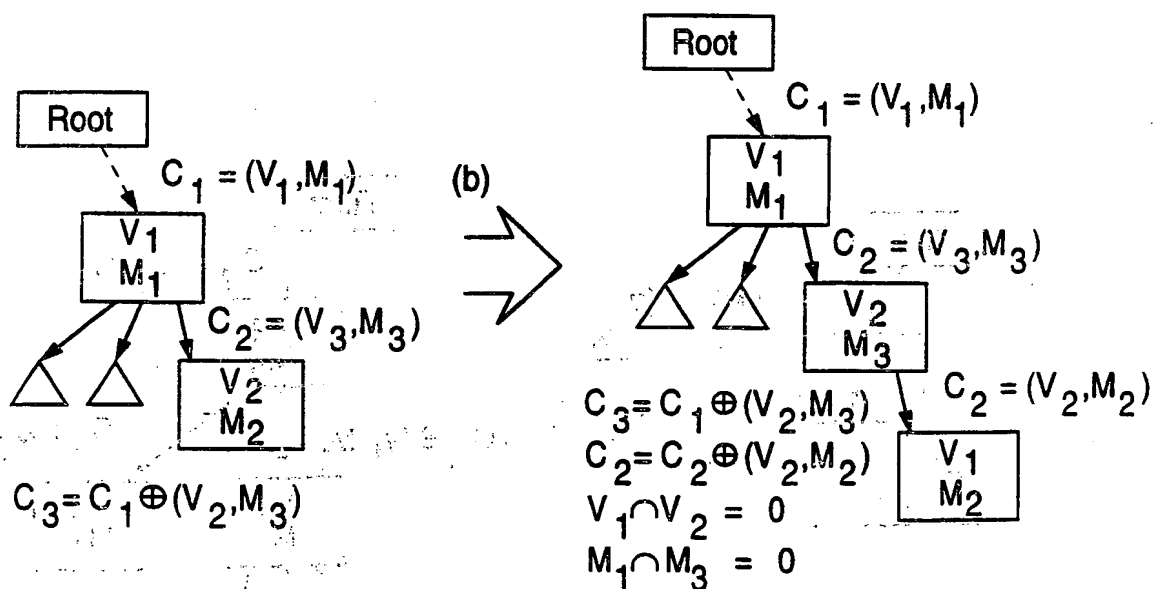 Root
C₁ = (V₁,M₁)
V₁
M₁
C₂ = (V₃,M₃)
V₂
M₂
C₃= C₁⊕(V₂,M₃)
(b)
Root
C₁ = (V₁,M₁)
V₁
M₁
C₂ = (V₃,M₃)
V₂
M₃
C₂ = (V₂,M₂)
V₁
M₂
C₃= C₁⊕(V₂,M₃)
C₂= C₂⊕(V₂,M₂)
V₁∩V₂ = 0
M₁∩M₃ = 0